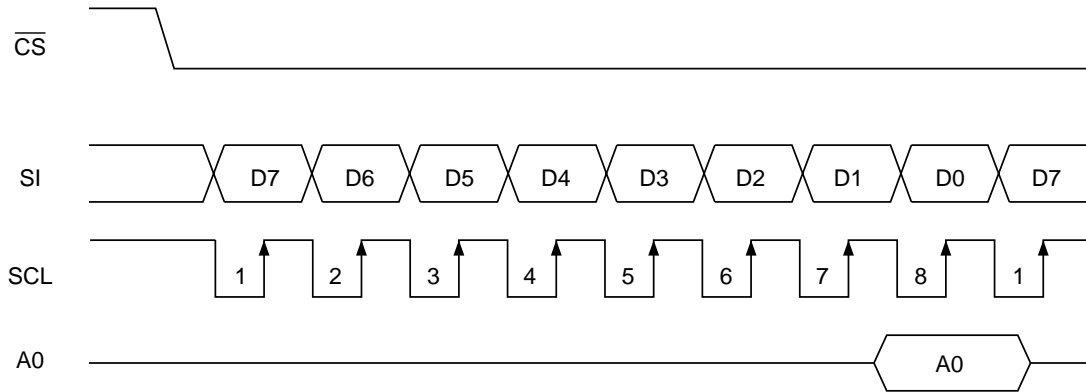 CS
SI D7 D6 D5 D4 D3 D2 D1 D0 D7
SCL 1 2 3 4 5 6 7 8 1
A0 A0